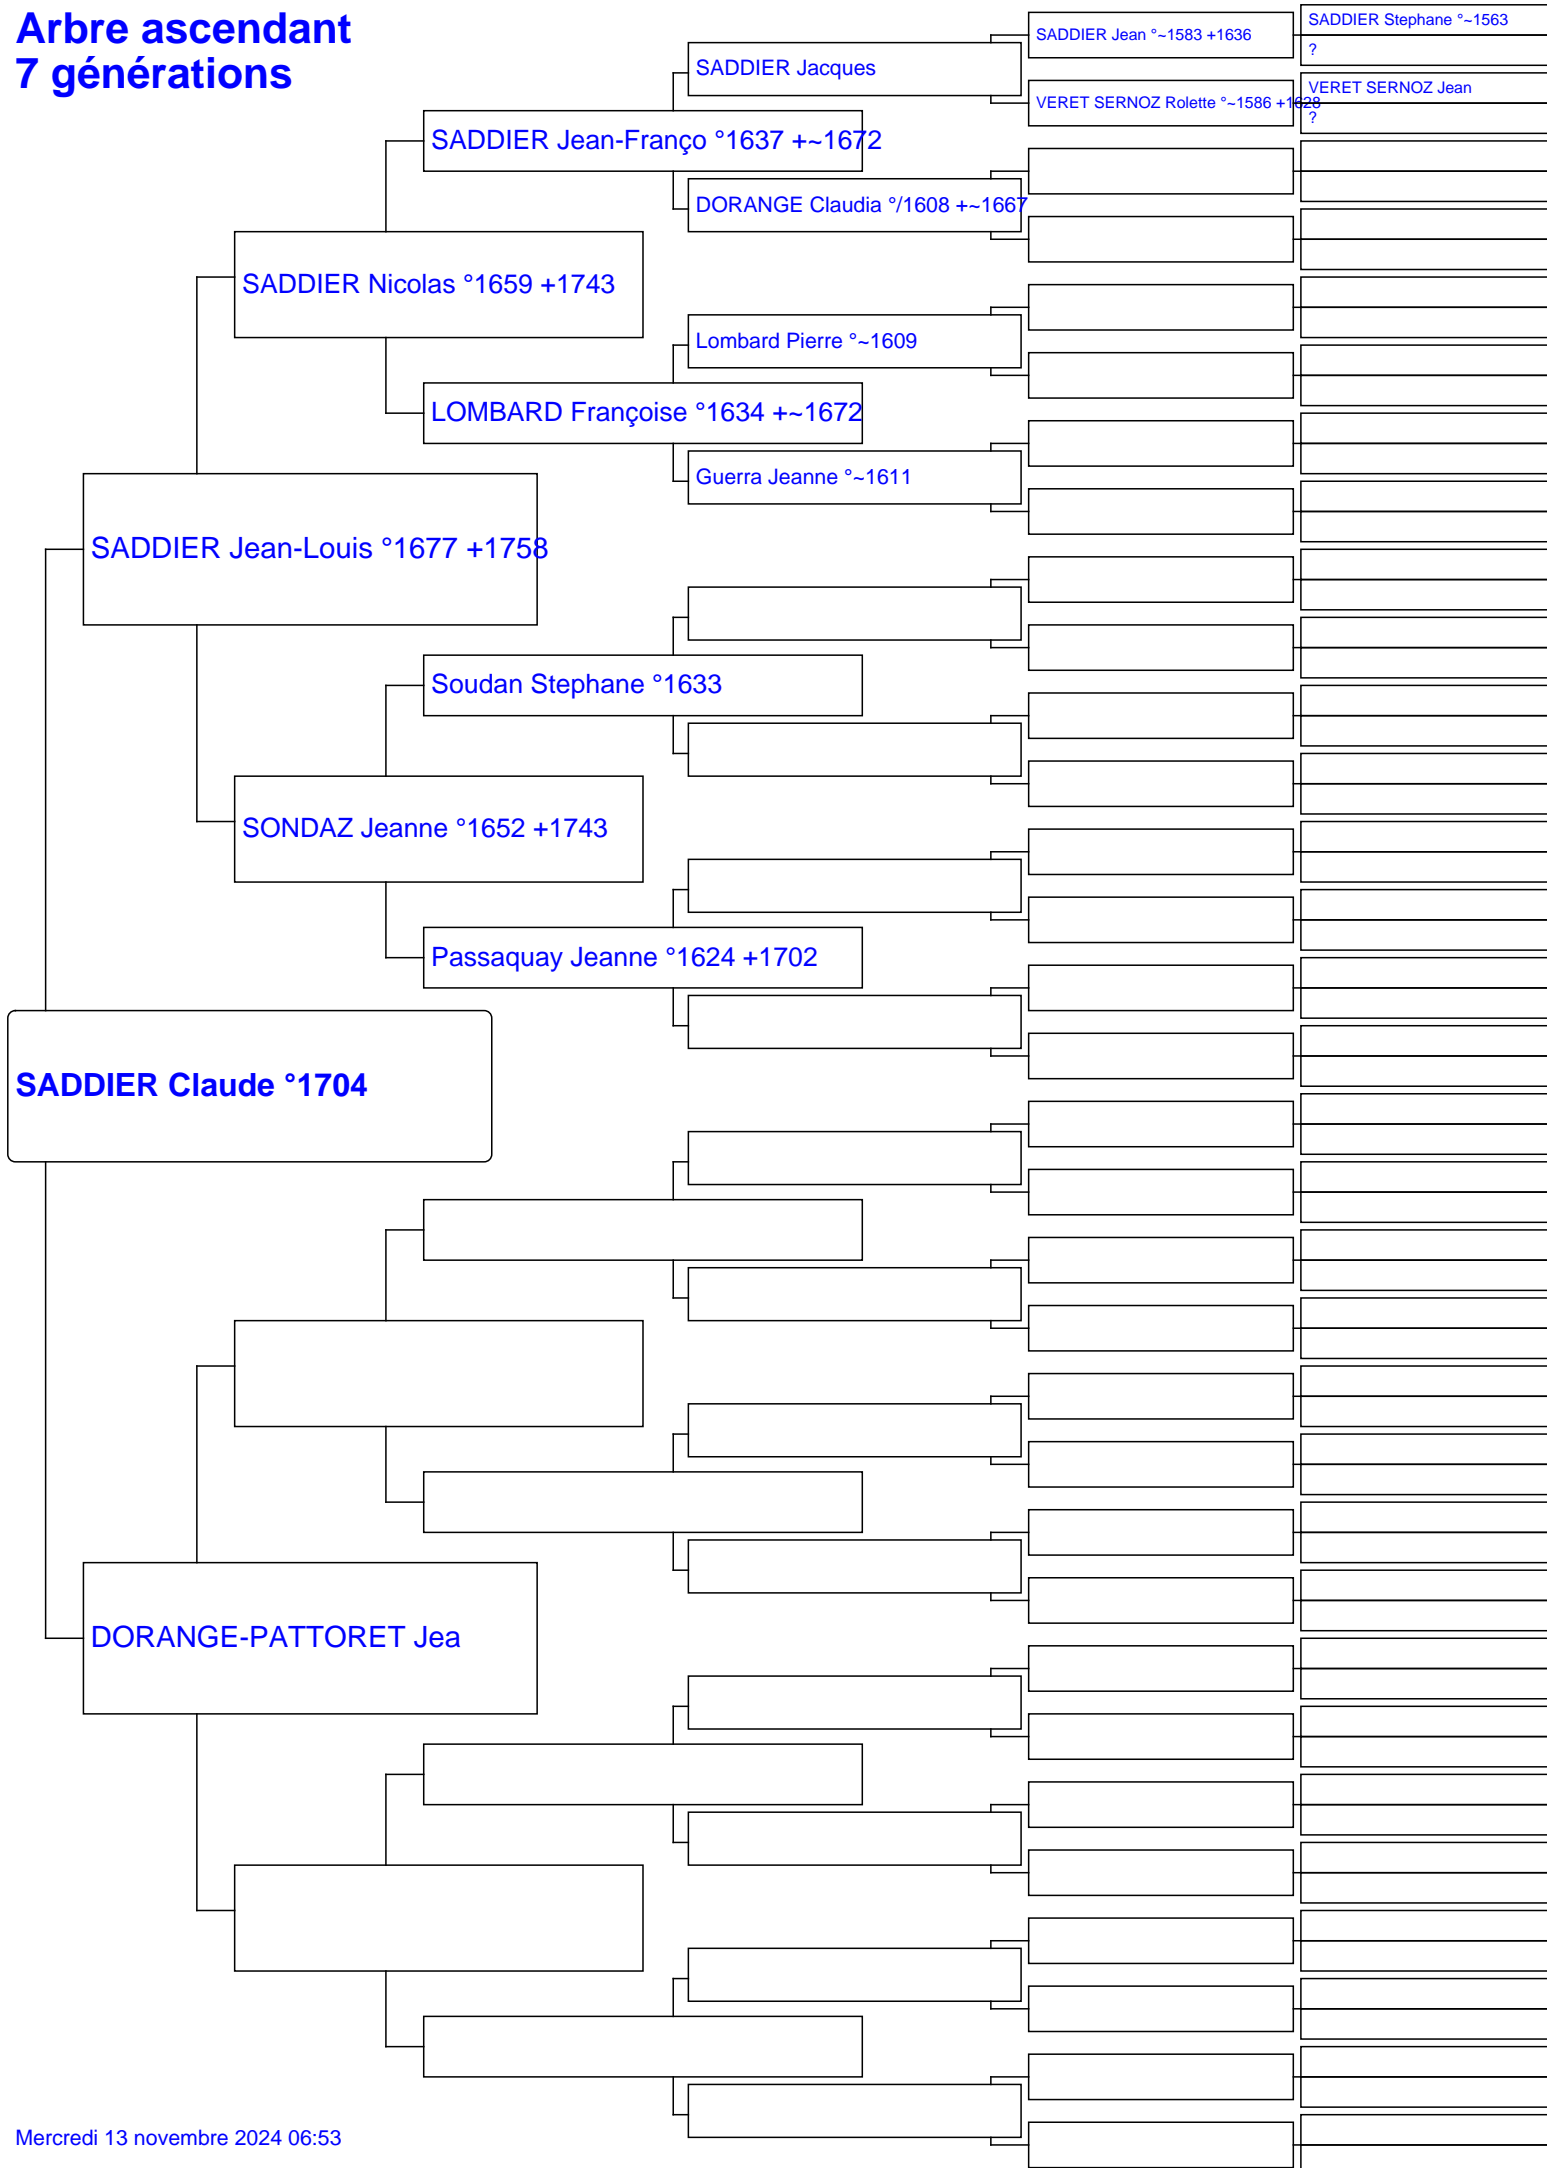 Arbre ascendant
7 générations
SADDIER Stephane °~1563
SADDIER Jean °~1583 +1636
?
SADDIER Jacques
VERET SERNOZ Jean
VERET SERNOZ Rolette °~1586 +1628
?
SADDIER Jean-Franço °1637 +~1672
DORANGE Claudia °/1608 +~1667
SADDIER Nicolas °1659 +1743
Lombard Pierre °~1609
LOMBARD Françoise °1634 +~1672
Guerra Jeanne °~1611
SADDIER Jean-Louis °1677 +1758
Soudan Stephane °1633
SONDAZ Jeanne °1652 +1743
Passaquay Jeanne °1624 +1702
SADDIER Claude °1704
DORANGE-PATTORET Jea
Mercredi 13 novembre 2024 06:53